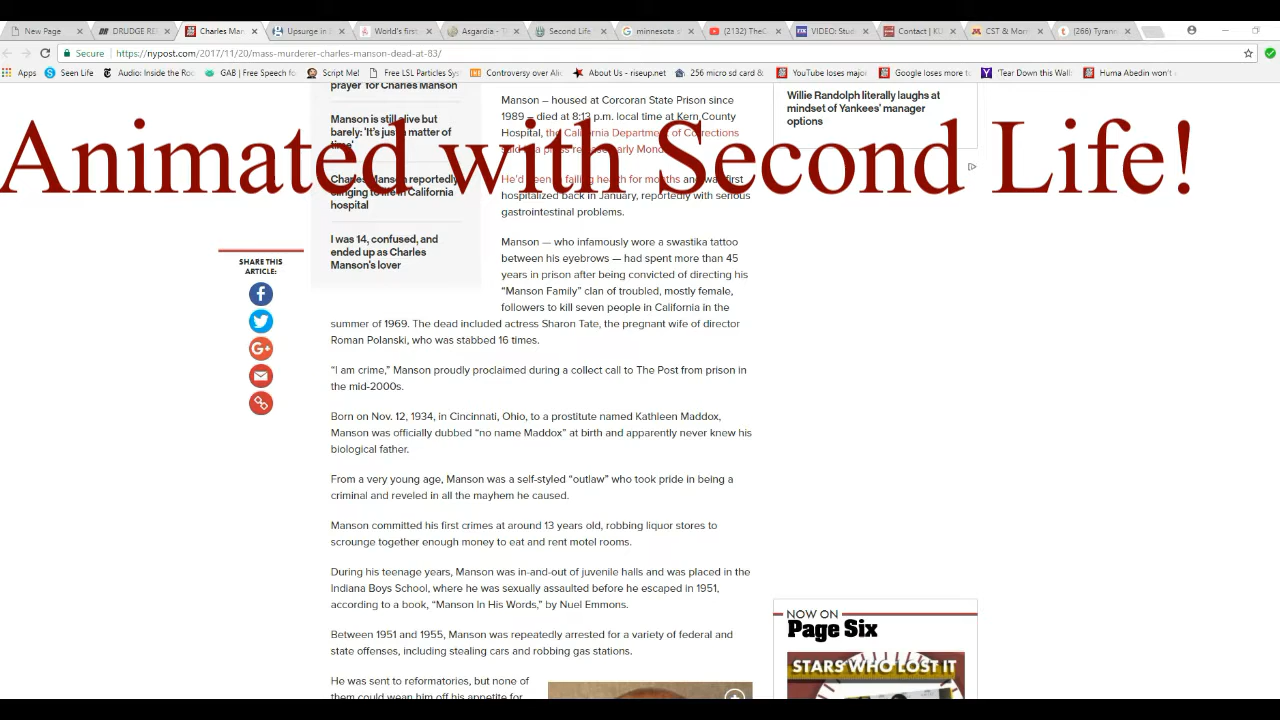 New Page
DRUDGE RE
Charles Man
Upsurge in
World's first
Asgardia - T
Second Life
minnesota s
(2132) TheC
VIDEO: Stud
Contact | KD
CST & Morn
(266) Tyrane
Secure
https://nypost.com/2017/11/20/mass-murderer-charles-manson-dead-at-83/
Apps
Seen Life
Audio: Inside the Ro
GAB | Free Speech fo
Script Me!
Free LSL Particles Sys
Controversy over Ali
About Us - riseup.net
256 micro sd card &
YouTube loses major
Google loses more to
'Tear Down this Wall
Huma Abedin won't
Animated with Second Life!
prayer' for Charles Manson
Manson is still alive but
barely: 'It's just a matter of
time'
Charles Manson reportedly
clinging to life in California
hospital
I was 14, confused, and
ended up as Charles
Manson's lover
SHARE THIS
ARTICLE:
Manson — housed at Corcoran State Prison since
1989 — died at 8:13 p.m. local time at Kern County
Hospital, the California Department of Corrections
said in a press release early Mond
He'd been in failing health for months and was first
hospitalized back in January, reportedly with serious
gastrointestinal problems.
Manson — who infamously wore a swastika tattoo
between his eyebrows — had spent more than 45
years in prison after being convicted of directing his
“Manson Family” clan of troubled, mostly female,
followers to kill seven people in California in the
summer of 1969. The dead included actress Sharon Tate, the pregnant wife of director
Roman Polanski, who was stabbed 16 times.
“I am crime,” Manson proudly proclaimed during a collect call to The Post from prison in
the mid-2000s.
Born on Nov. 12, 1934, in Cincinnati, Ohio, to a prostitute named Kathleen Maddox,
Manson was officially dubbed “no name Maddox” at birth and apparently never knew his
biological father.
From a very young age, Manson was a self-styled “outlaw” who took pride in being a
criminal and reveled in all the mayhem he caused.
Manson committed his first crimes at around 13 years old, robbing liquor stores to
scrounge together enough money to eat and rent motel rooms.
During his teenage years, Manson was in-and-out of juvenile halls and was placed in the
Indiana Boys School, where he was sexually assaulted before he escaped in 1951,
according to a book, “Manson In His Words,” by Nuel Emmons.
Between 1951 and 1955, Manson was repeatedly arrested for a variety of federal and
state offenses, including stealing cars and robbing gas stations.
He was sent to reformatories, but none of
them could wean him off his appetite for
Willie Randolph literally laughs at
mindset of Yankees' manager
options
NOW ON
Page Six
STARS WHO LOST IT